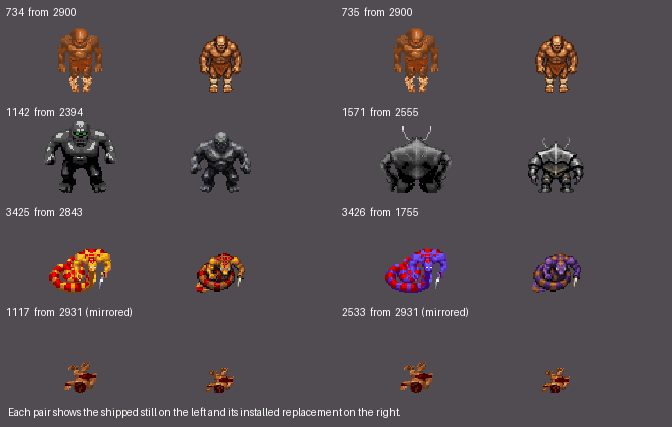 734 from 2900
735 from 2900
1142 from 2394
1571 from 2555
3425 from 2843
3426 from 1755
1117 from 2931 (mirrored)
2533 from 2931 (mirrored)
Each pair shows the shipped still on the left and its installed replacement on the right.